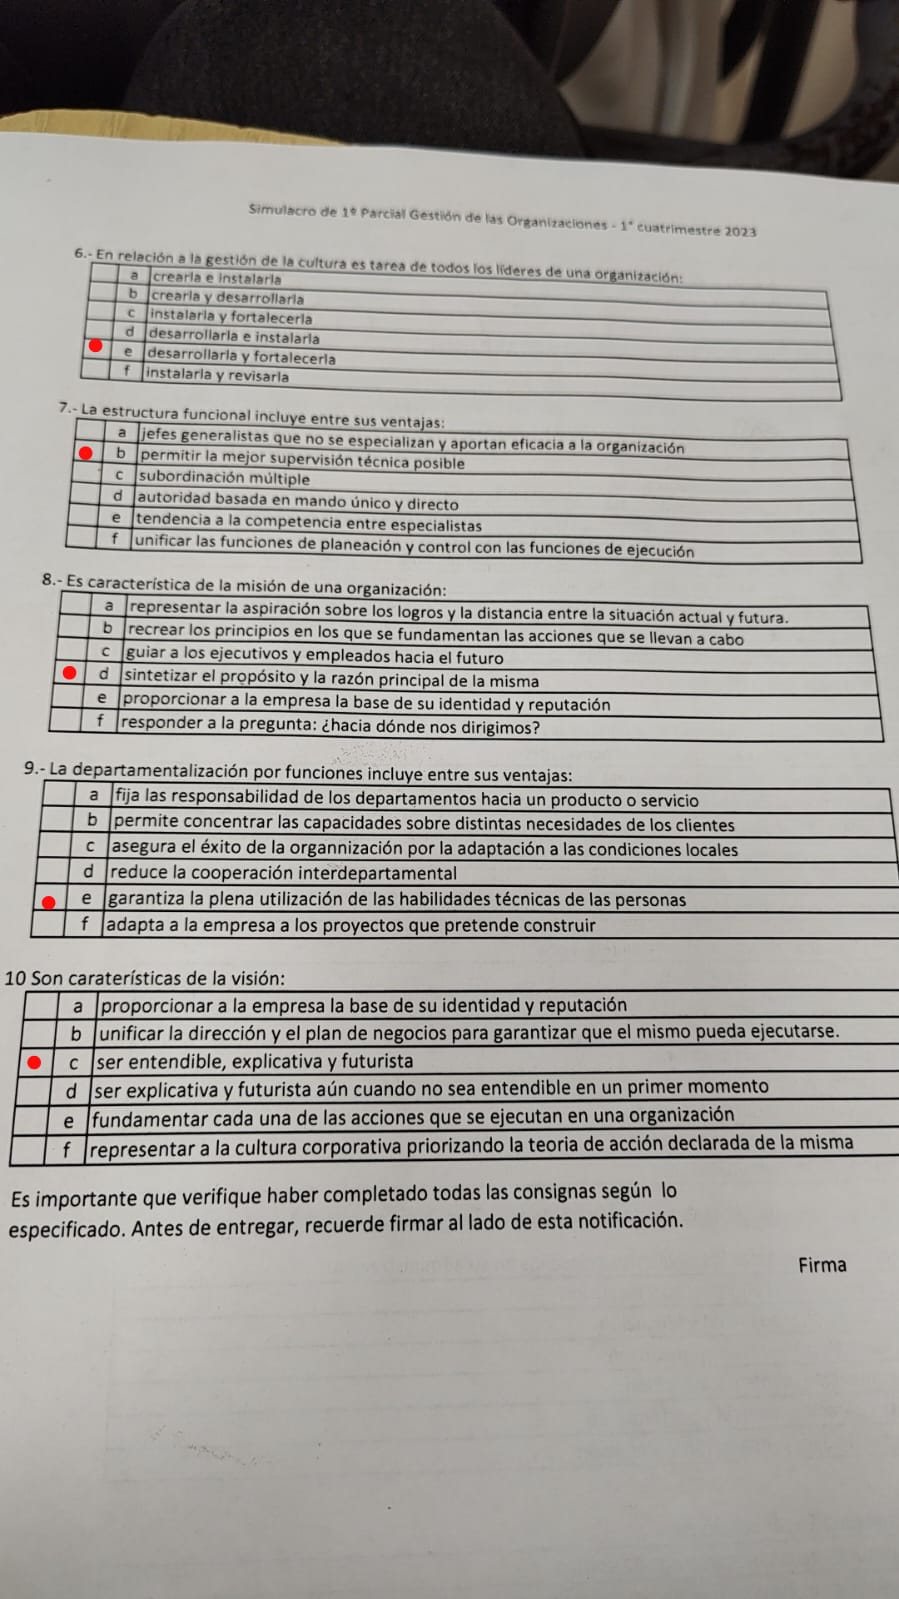 Simulacro de 1º Parcial Gestión de las Organizaciones - 1° cuatrimestre 2023
6.- En relación a la gestión de la cultura es tarea de todos los líderes de una organización:
a crearla e instalarla
b crearla y desarrollarla
c instalarla y fortalecerla
d desarrollarla e instalarla
e desarrollarla y fortalecerla
f instalarla y revisarla
7.- La estructura funcional incluye entre sus ventajas:
a jefes generalistas que no se especializan y aportan eficacia a la organización
b permitir la mejor supervisión técnica posible
c subordinación múltiple
d autoridad basada en mando único y directo
e tendencia a la competencia entre especialistas
f unificar las funciones de planeación y control con las funciones de ejecución
8.- Es característica de la misión de una organización:
a representar la aspiración sobre los logros y la distancia entre la situación actual y futura.
b recrear los principios en los que se fundamentan las acciones que se llevan a cabo
c guiar a los ejecutivos y empleados hacia el futuro
d sintetizar el propósito y la razón principal de la misma
e proporcionar a la empresa la base de su identidad y reputación
f responder a la pregunta: ¿hacia dónde nos dirigimos?
9.- La departamentalización por funciones incluye entre sus ventajas:
a fija las responsabilidad de los departamentos hacia un producto o servicio
b permite concentrar las capacidades sobre distintas necesidades de los clientes
c asegura el éxito de la organnización por la adaptación a las condiciones locales
d reduce la cooperación interdepartamental
e garantiza la plena utilización de las habilidades técnicas de las personas
f adapta a la empresa a los proyectos que pretende construir
10 Son caraterísticas de la visión:
a proporcionar a la empresa la base de su identidad y reputación
b unificar la dirección y el plan de negocios para garantizar que el mismo pueda ejecutarse.
c ser entendible, explicativa y futurista
d ser explicativa y futurista aún cuando no sea entendible en un primer momento
e fundamentar cada una de las acciones que se ejecutan en una organización
f representar a la cultura corporativa priorizando la teoria de acción declarada de la misma
Es importante que verifique haber completado todas las consignas según lo
especificado. Antes de entregar, recuerde firmar al lado de esta notificación.
Firma